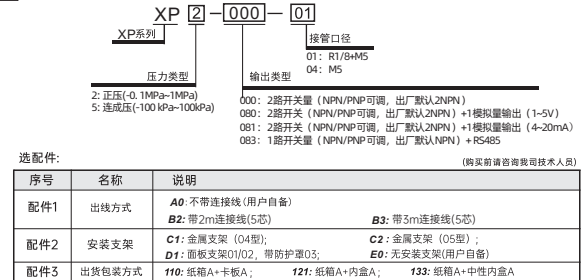 XP 2 - 000 - 01
XP系列
接管口径
01: R1/8+M5
04: M5
压力类型
输出类型
2: 正压(-0. 1MPa~1MPa)
5: 连成压(-100 kPa~100kPa)
000: 2路开关量（NPN/PNP可调，出厂默认2NPN）
080: 2路开关（NPN/PNP可调，出厂默认2NPN）+1模拟量输出（1~5V）
081: 2路开关（NPN/PNP可调，出厂默认2NPN）+1模拟量输出（4~20mA）
083: 1路开关量（NPN/PNP可调，出厂默认NPN）+RS485
选配件:
(购买前请咨询我司技术人员)
序号 名称 说明
配件1 出线方式 A0:不带连接线(用户自备)
B2: 带2m连接线(5芯) B3: 带3m连接线(5芯)
配件2 安装支架 C1: 金属支架（04型); C2: 金属支架（05型）;
D1: 面板支架01/02，带防护罩03; E0: 无安装支架(用户自备)
配件3 出货包装方式 110: 纸箱A+卡板A; 121: 纸箱A+内盒A; 133: 纸箱A+中性内盒A